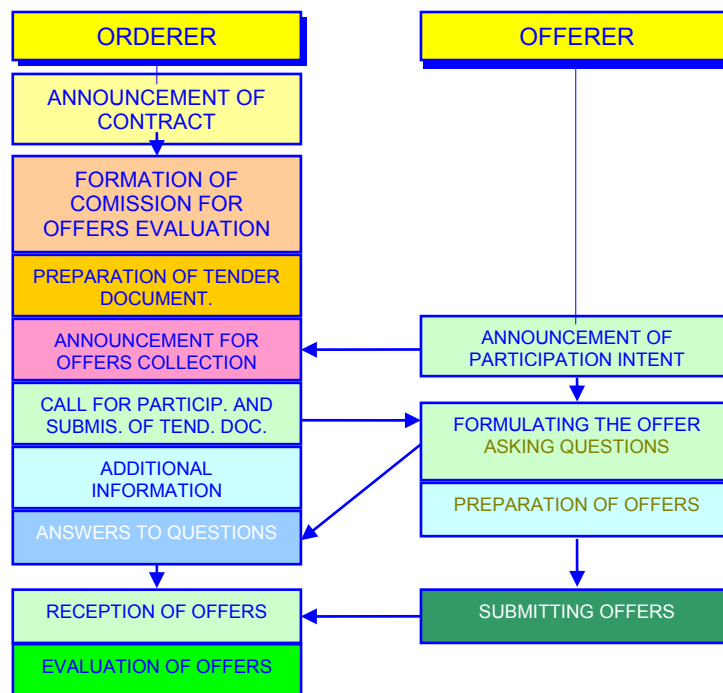 ORDERER
ANNOUNCEMENT OF
CONTRACT
FORMATION OF
COMISSION FOR
OFFERS EVALUATION
PREPARATION OF TENDER
DOCUMENT.
ANNOUNCEMENT FOR
OFFERS COLLECTION
CALL FOR PARTICIP. AND
SUBMIS. OF TEND. DOC.
ADDITIONAL
INFORMATION
ANSWERS TO QUESTIONS
RECEPTION OF OFFERS
EVALUATION OF OFFERS
OFFERER
ANNOUNCEMENT OF
PARTICIPATION INTENT
FORMULATING THE OFFER
ASKING QUESTIONS
PREPARATION OF OFFERS
SUBMITTING OFFERS